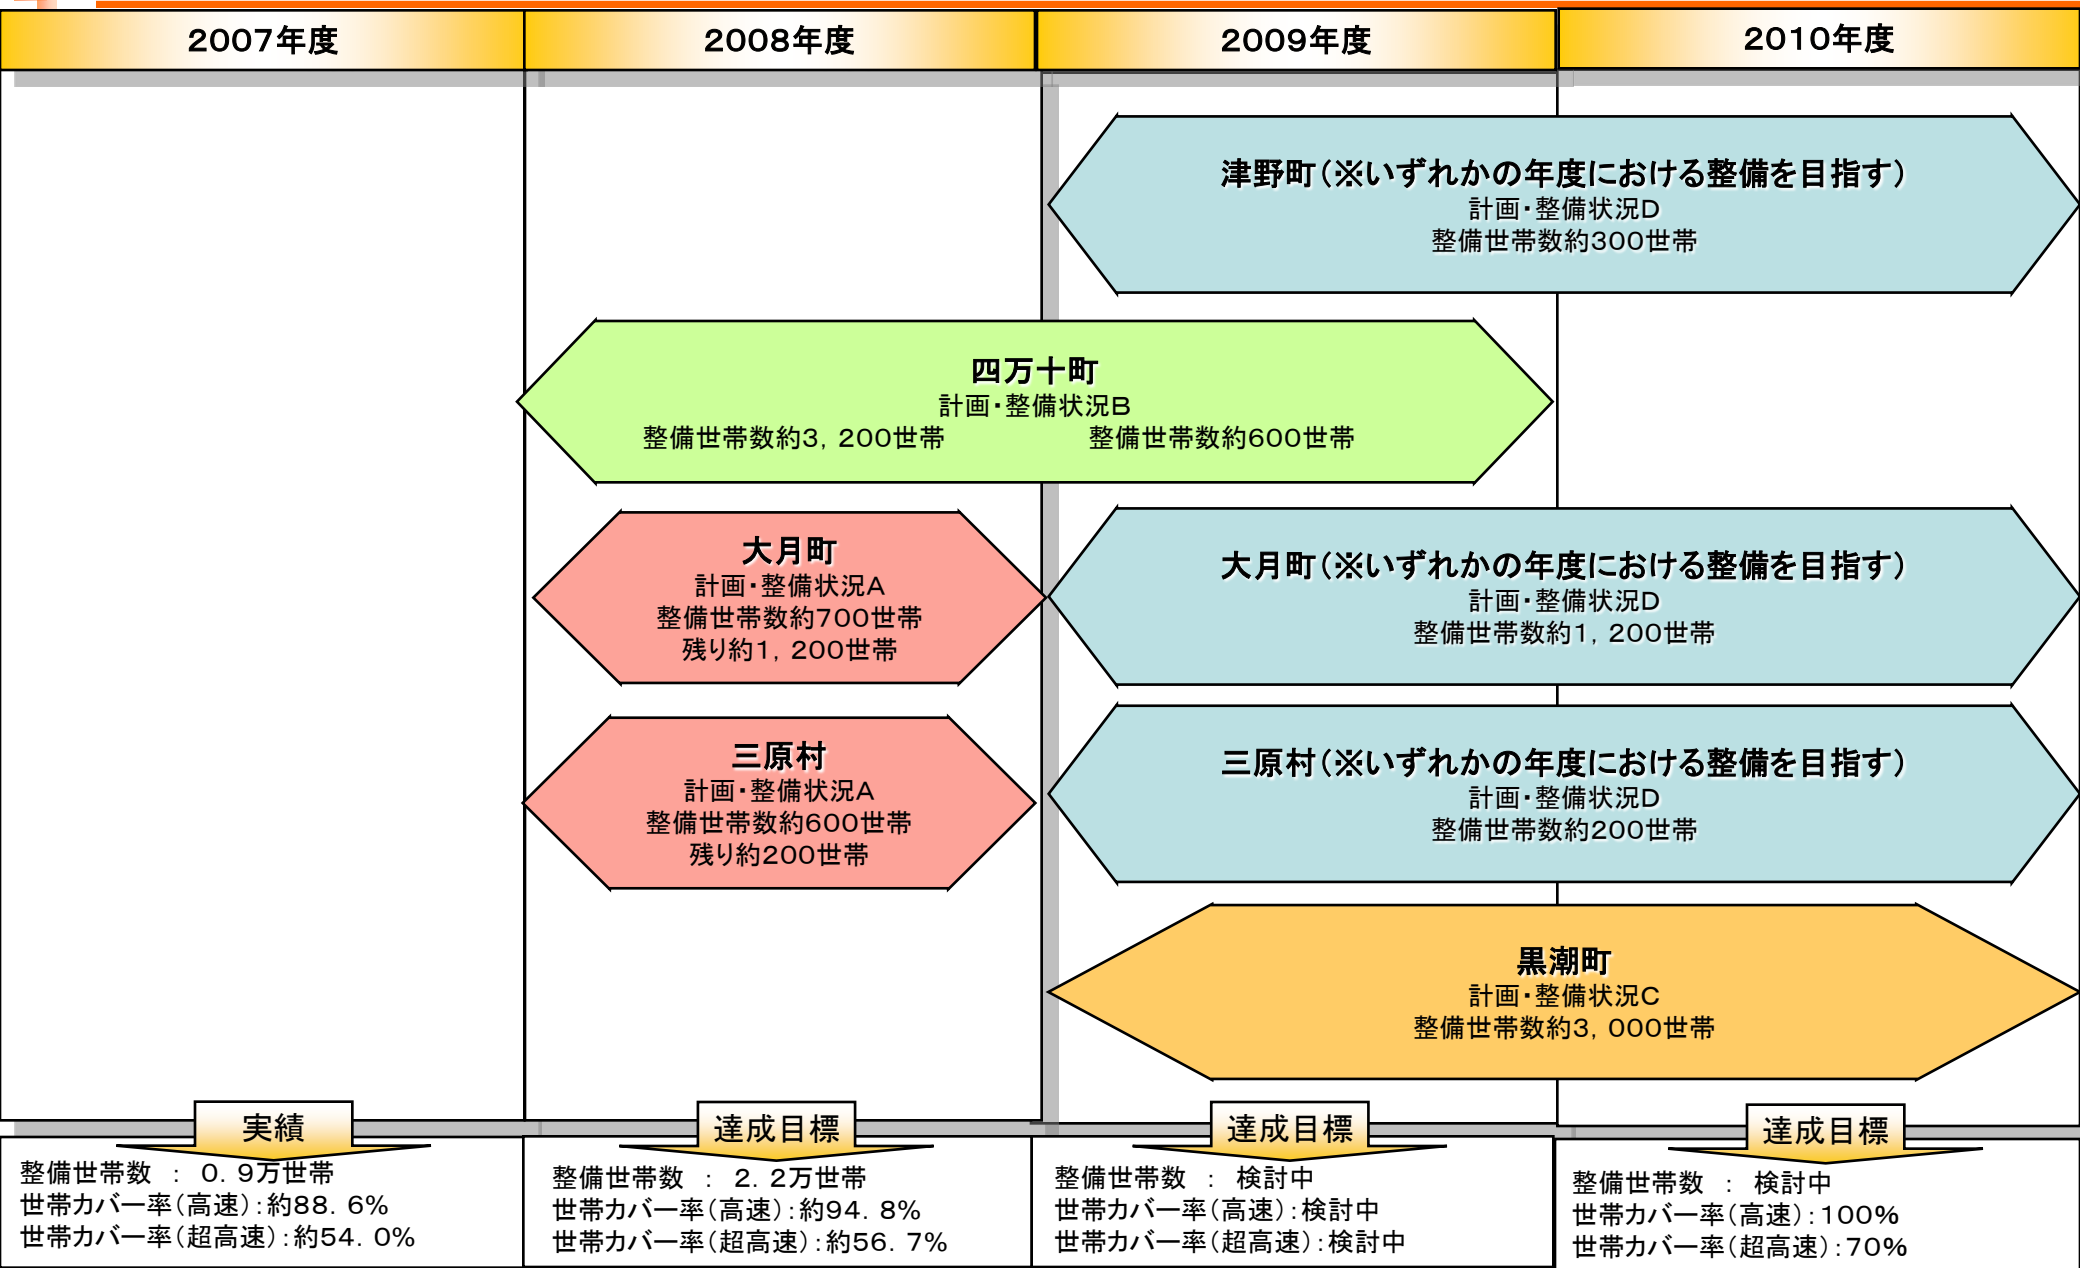 2007年度
2008年度
2009年度
2010年度
津野町（※いずれかの年度における整備を目指す）
計画・整備状況D
整備世帯数約300世帯
四万十町
計画・整備状況B
整備世帯数約3，200世帯　整備世帯数約600世帯
大月町
計画・整備状況A
整備世帯数約700世帯
残り約1，200世帯
大月町（※いずれかの年度における整備を目指す）
計画・整備状況D
整備世帯数約1，200世帯
三原村
計画・整備状況A
整備世帯数約600世帯
残り約200世帯
三原村（※いずれかの年度における整備を目指す）
計画・整備状況D
整備世帯数約200世帯
黒潮町
計画・整備状況C
整備世帯数約3，000世帯
実績
整備世帯数　：　0．9万世帯
世帯カバー率（高速）：約88．6%
世帯カバー率（超高速）：約54．0%
達成目標
整備世帯数　：　2．2万世帯
世帯カバー率（高速）：約94．8%
世帯カバー率（超高速）：約56．7%
達成目標
整備世帯数　：　検討中
世帯カバー率（高速）：検討中
世帯カバー率（超高速）：検討中
達成目標
整備世帯数　：　検討中
世帯カバー率（高速）：100%
世帯カバー率（超高速）：70%